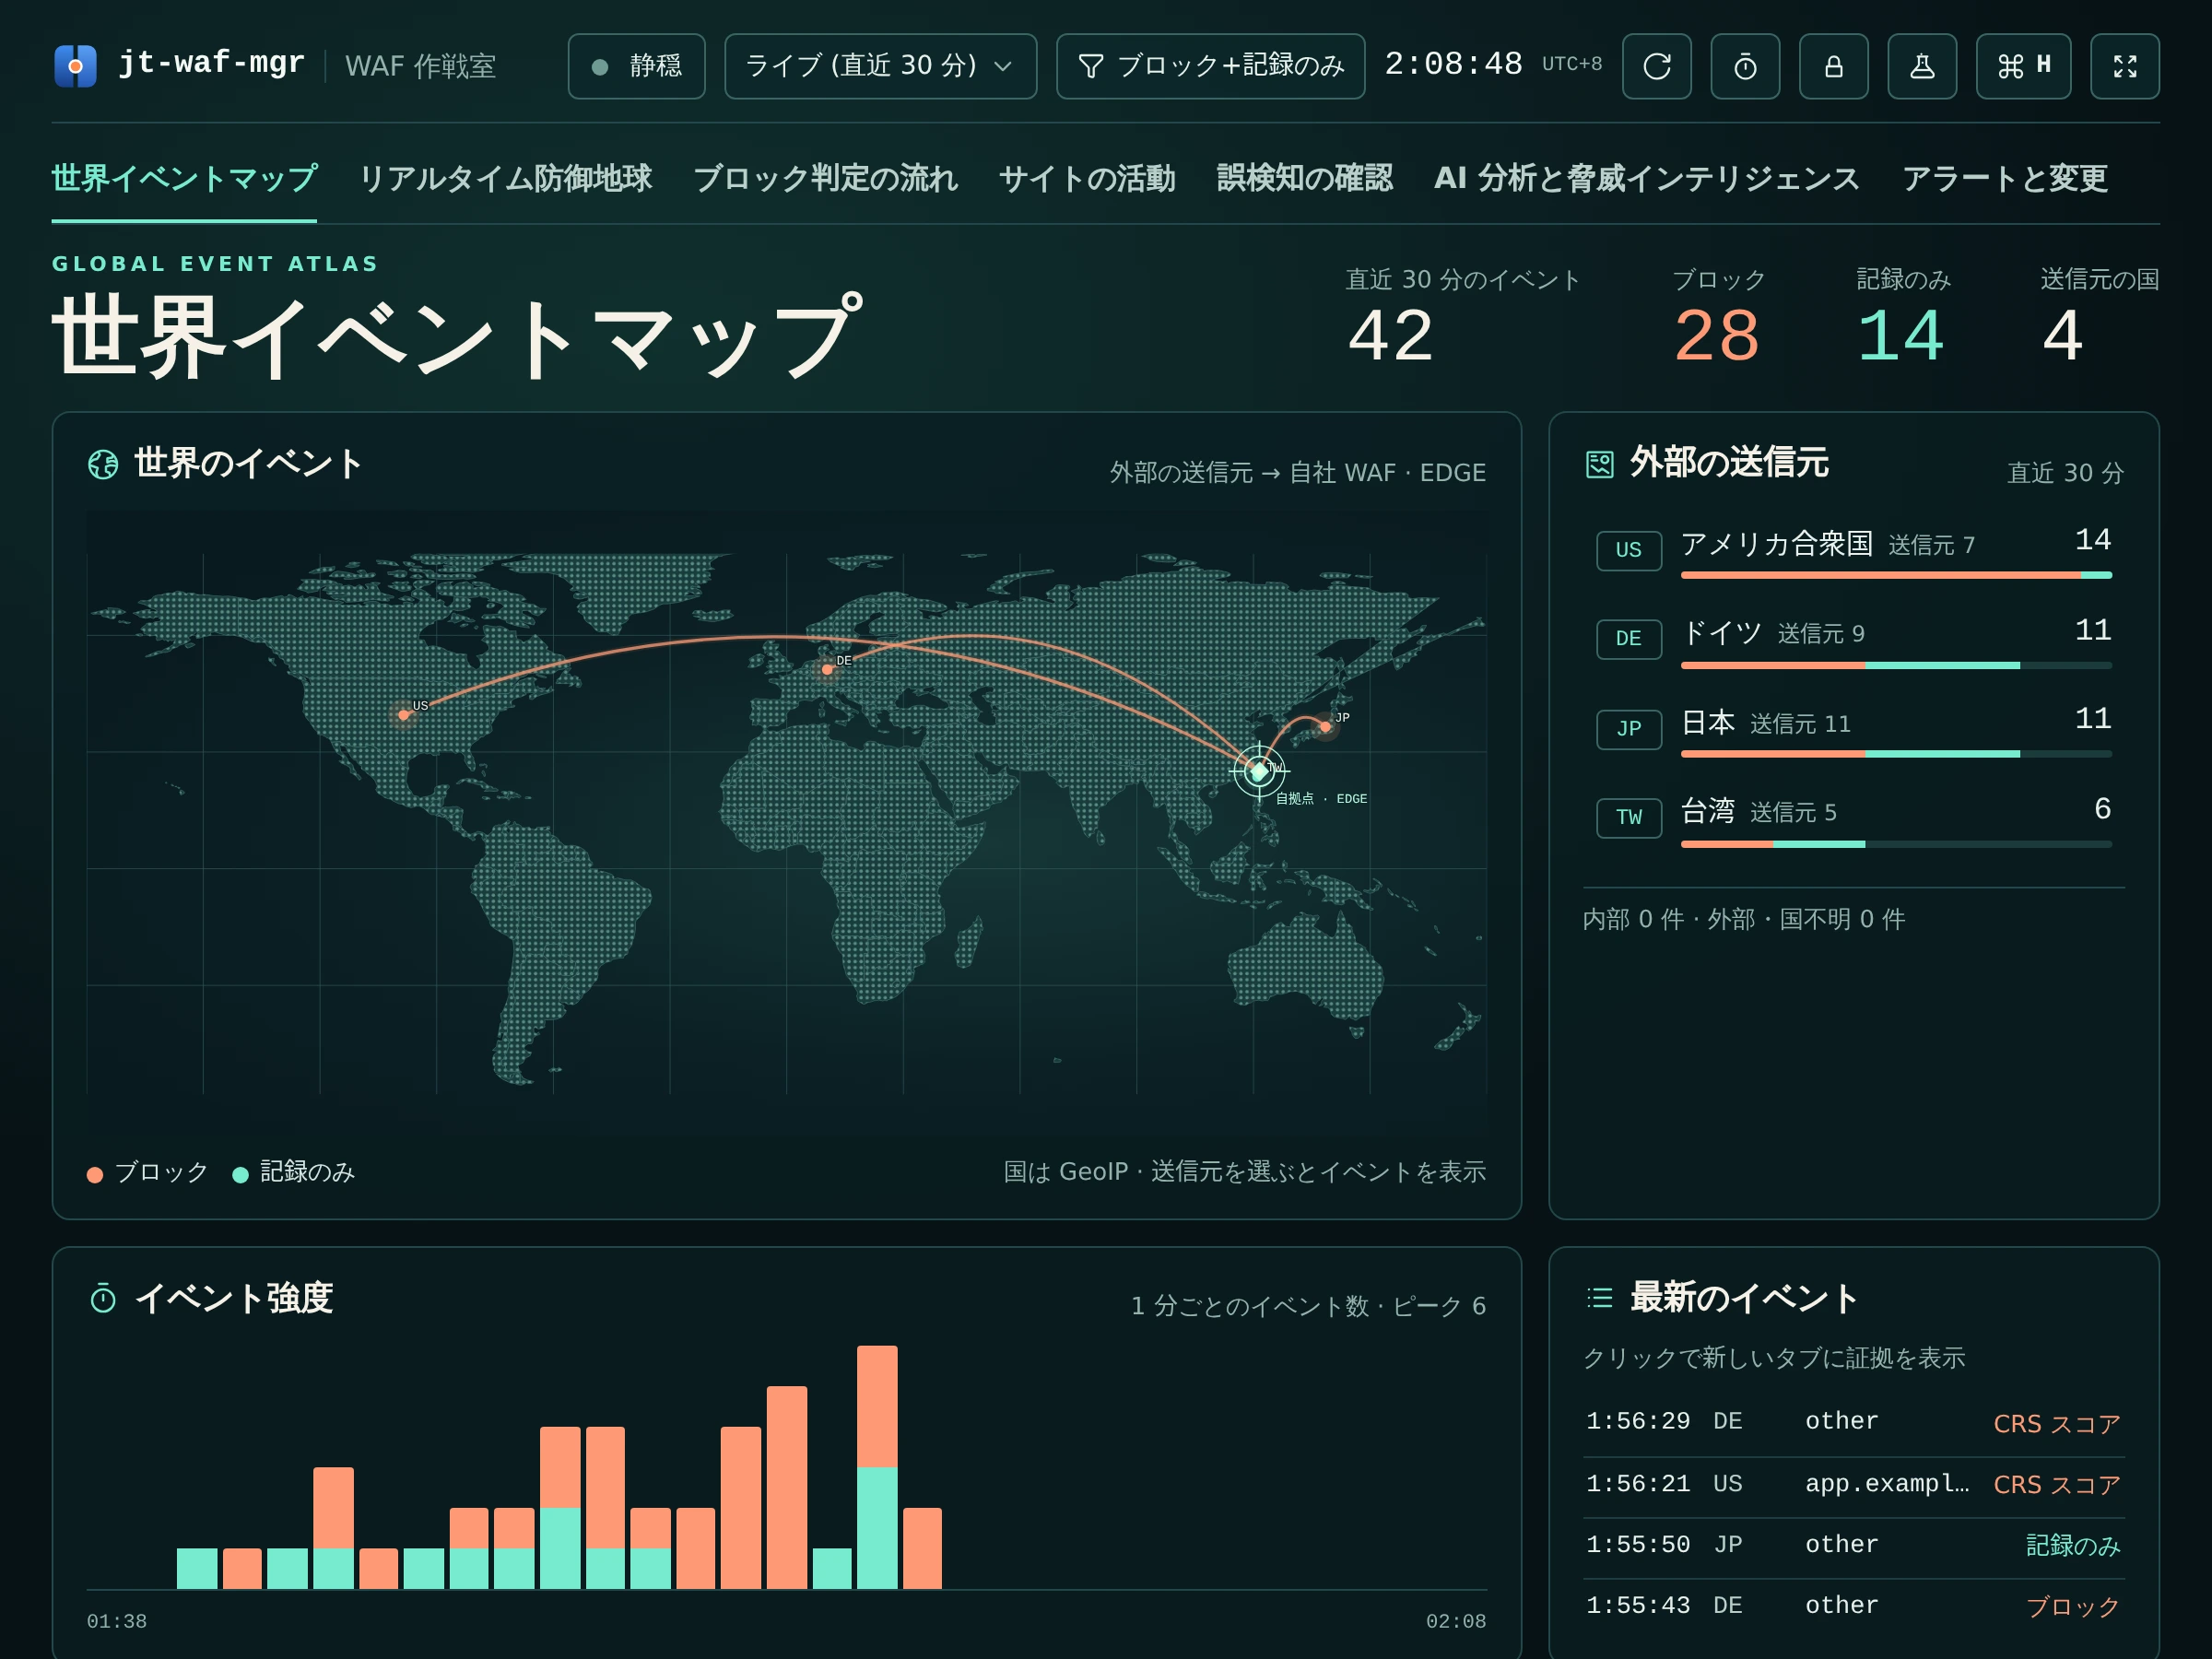 jt-waf-mgr WAF 作戦室 静穏 ライブ (直近 30 分) ブロック+記録のみ 2:08:48 UTC+8 ⌘ H
世界イベントマップ リアルタイム防御地球 ブロック判定の流れ サイトの活動 誤検知の確認 AI 分析と脅威インテリジェンス アラートと変更
GLOBAL EVENT ATLAS
世界イベントマップ
直近 30 分のイベント ブロック 記録のみ 送信元の国
42 28 14 4
世界のイベント
外部の送信元 → 自社 WAF · EDGE
US
DE
JP
TW
自拠点 · EDGE
ブロック 記録のみ
国は GeoIP · 送信元を選ぶとイベントを表示
外部の送信元
直近 30 分
US アメリカ合衆国 送信元 7 14
DE ドイツ 送信元 9 11
JP 日本 送信元 11 11
TW 台湾 送信元 5 6
内部 0 件 · 外部・国不明 0 件
イベント強度
1 分ごとのイベント数 · ピーク 6
01:38 02:08
最新のイベント
クリックで新しいタブに証拠を表示
1:56:29 DE other CRS スコア
1:56:21 US app.exampl… CRS スコア
1:55:50 JP other 記録のみ
1:55:43 DE other ブロック